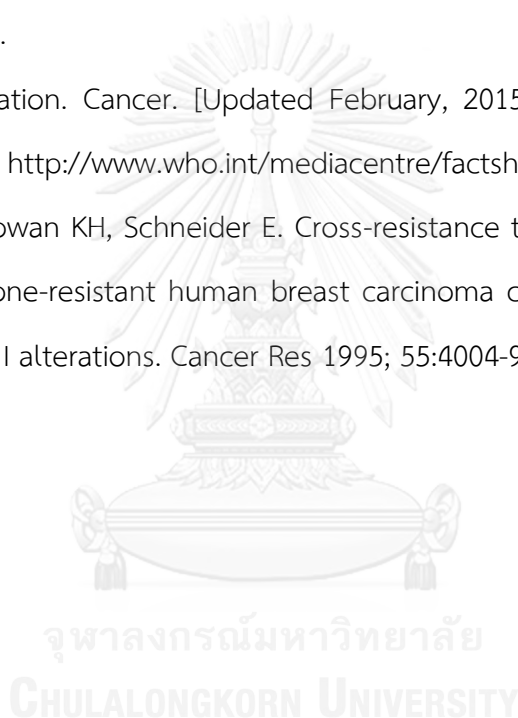 .
ation. Cancer. [Updated February, 2015
http://www.who.int/mediacentre/factsh
owan KH, Schneider E. Cross-resistance t
one-resistant human breast carcinoma c
I alterations. Cancer Res 1995; 55:4004-9
จุฬาลงกรณ์มหาวิทยาลัย
CHULALONGKORN UNIVERSITY